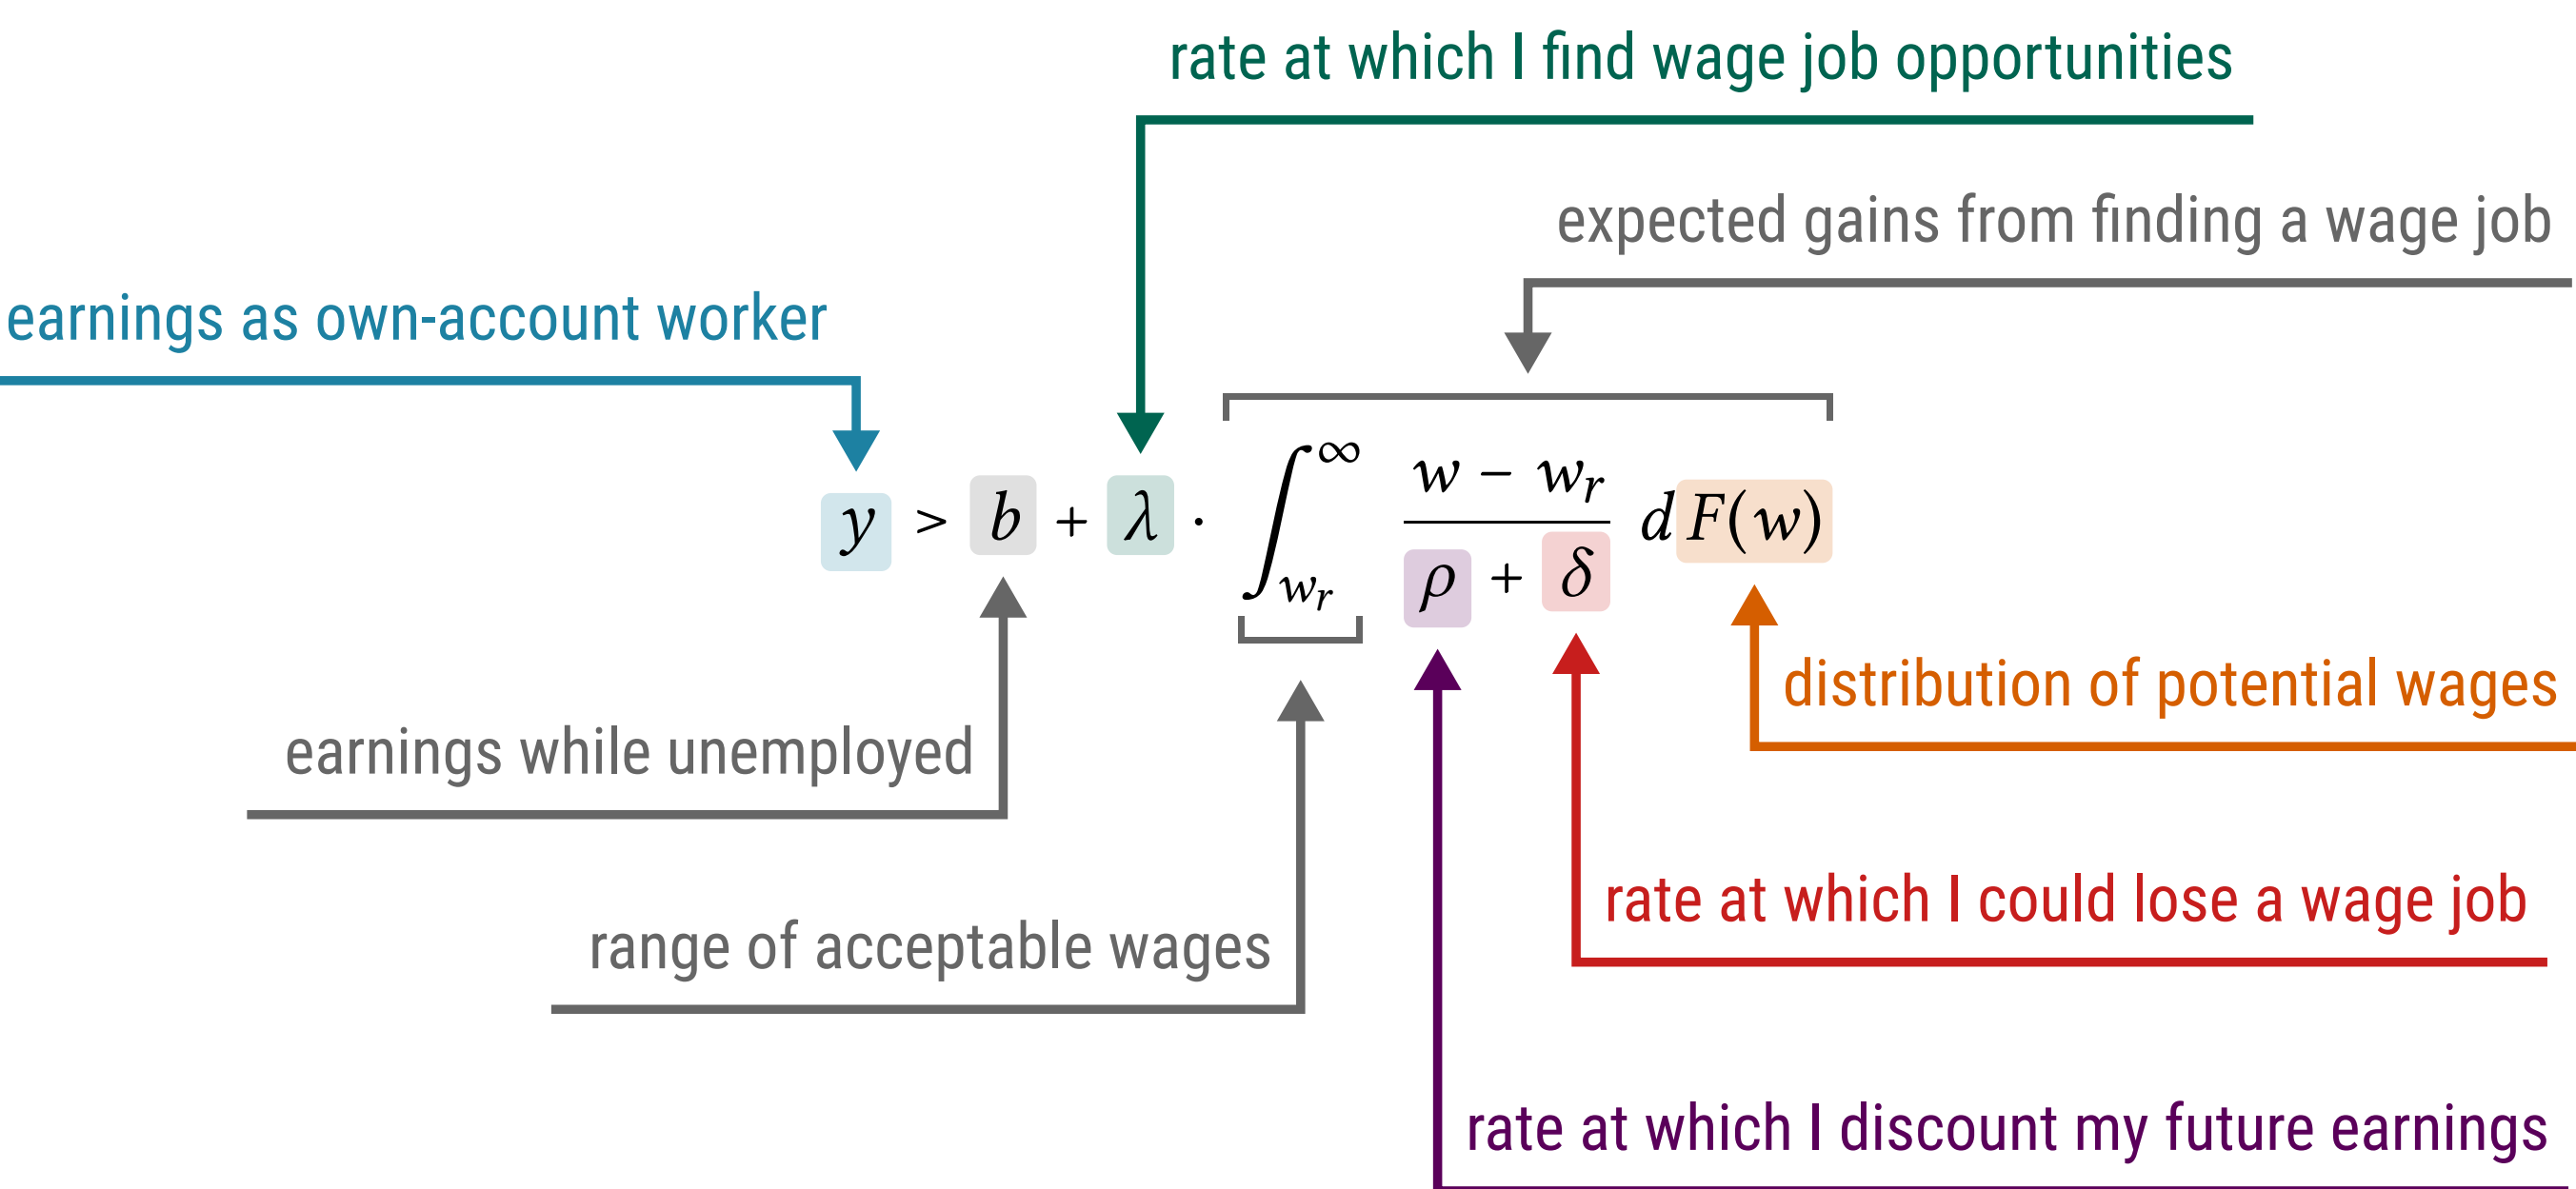 rate at which I find wage job opportunities
expected gains from finding a wage job
earnings as own-account worker
y > b + λ · ∫_{w_r}^{∞} \frac{w − w_r}{ρ + δ} dF(w)
distribution of potential wages
earnings while unemployed
rate at which I could lose a wage job
range of acceptable wages
rate at which I discount my future earnings